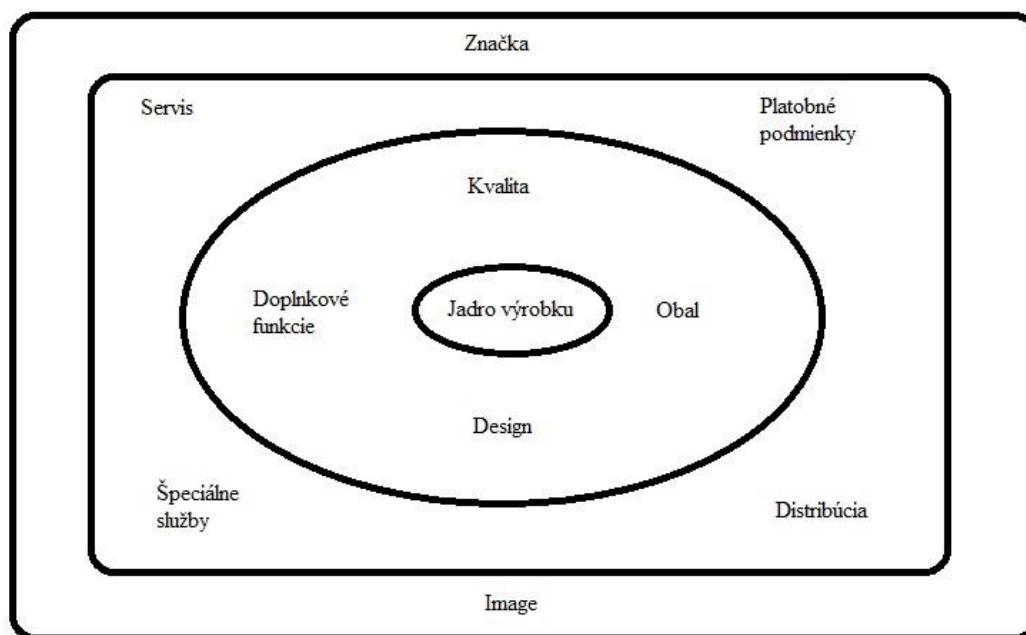 Značka
Servis
Platobné
podmienky
Kvalita
Doplnkové
funkcie
Jadro výrobku
Obal
Design
Špeciálne
služby
Distribúcia
Image